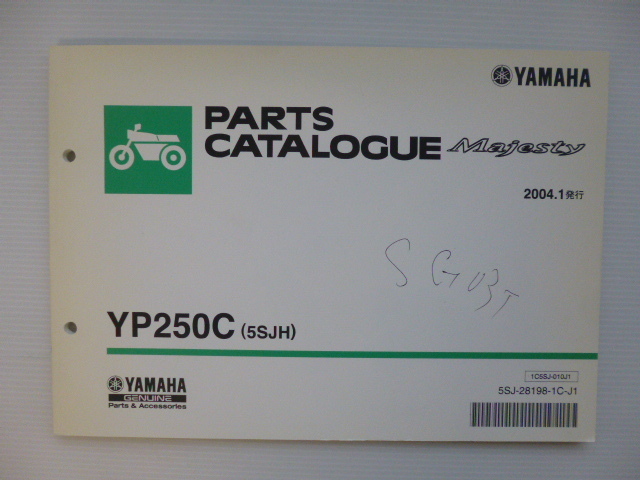 YAMAHA
PARTS
CATALOGUE Majesty
2004.1発行
SG03J
YP250C (5SJH)
YAMAHA
GENUINE
Parts & Accessories
1C5SJ-010J1
5SJ-28198-1C-J1